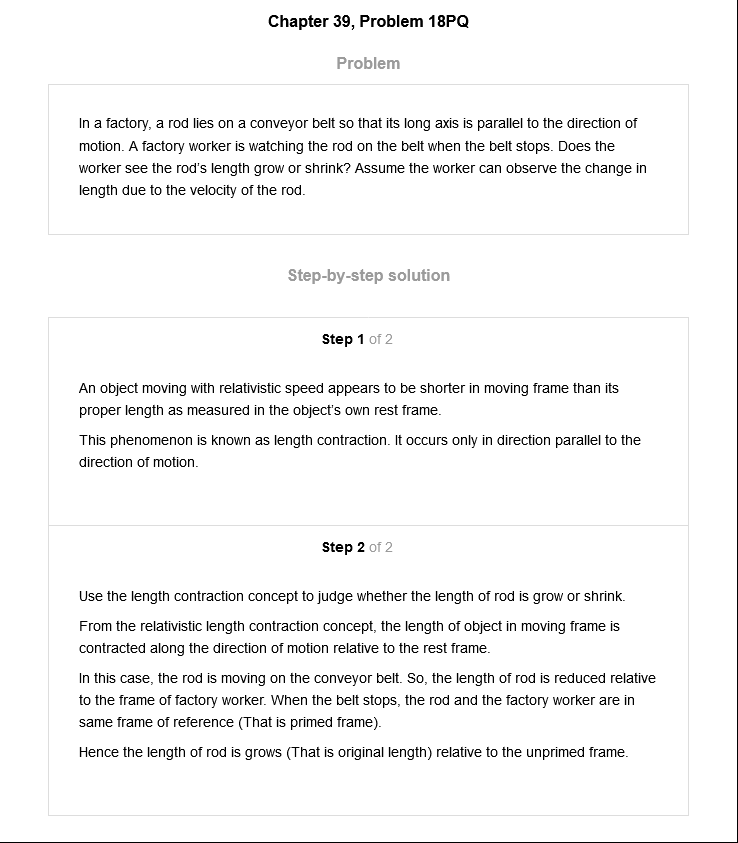 Chapter 39, Problem 18PQ
Problem
In a factory, a rod lies on a conveyor belt so that its long axis is parallel to the direction of
motion. A factory worker is watching the rod on the belt when the belt stops. Does the
worker see the rod's length grow or shrink? Assume the worker can observe the change in
length due to the velocity of the rod.
Step-by-step solution
Step 1 of 2
An object moving with relativistic speed appears to be shorter in moving frame than its
proper length as measured in the object's own rest frame.
This phenomenon is known as length contraction. It occurs only in direction parallel to the
direction of motion.
Step 2 of 2
Use the length contraction concept to judge whether the length of rod is grow or shrink.
From the relativistic length contraction concept, the length of object in moving frame is
contracted along the direction of motion relative to the rest frame.
In this case, the rod is moving on the conveyor belt. So, the length of rod is reduced relative
to the frame of factory worker. When the belt stops, the rod and the factory worker are in
same frame of reference (That is primed frame).
Hence the length of rod is grows (That is original length) relative to the unprimed frame.